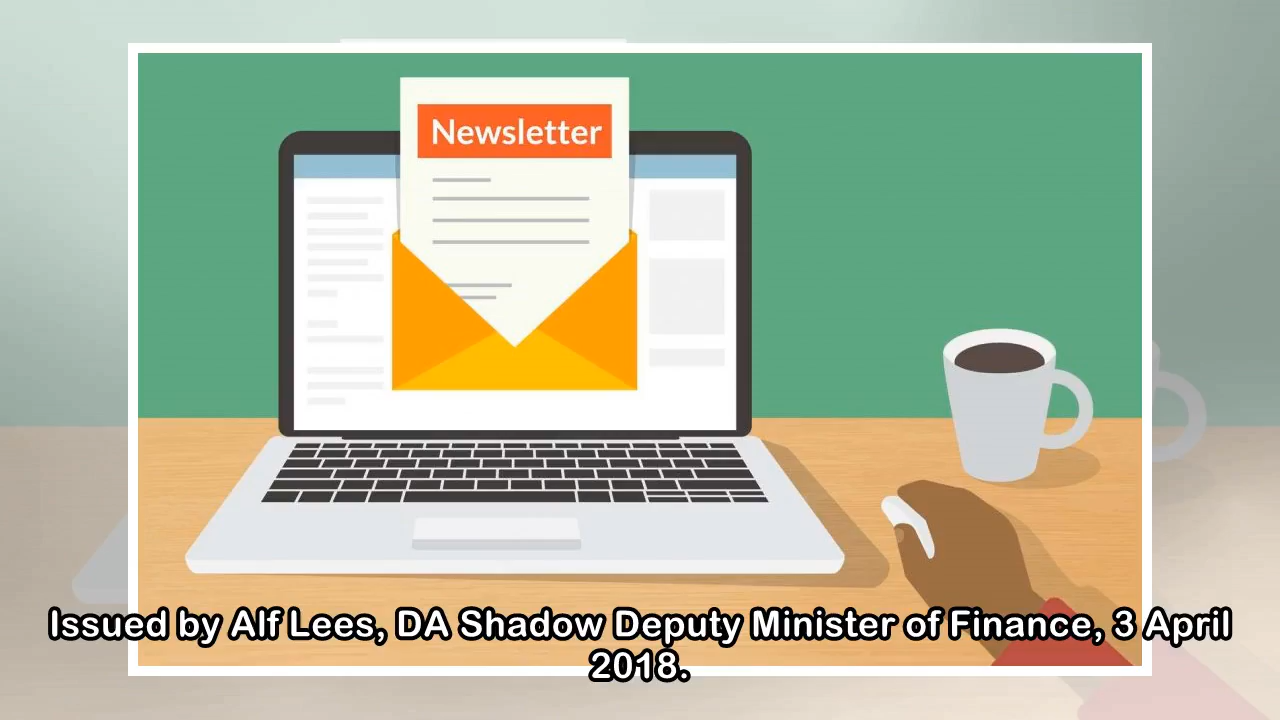 Newsletter
Issued by Alf Lees, DA Shadow Deputy Minister of Finance, 3 April
2018.